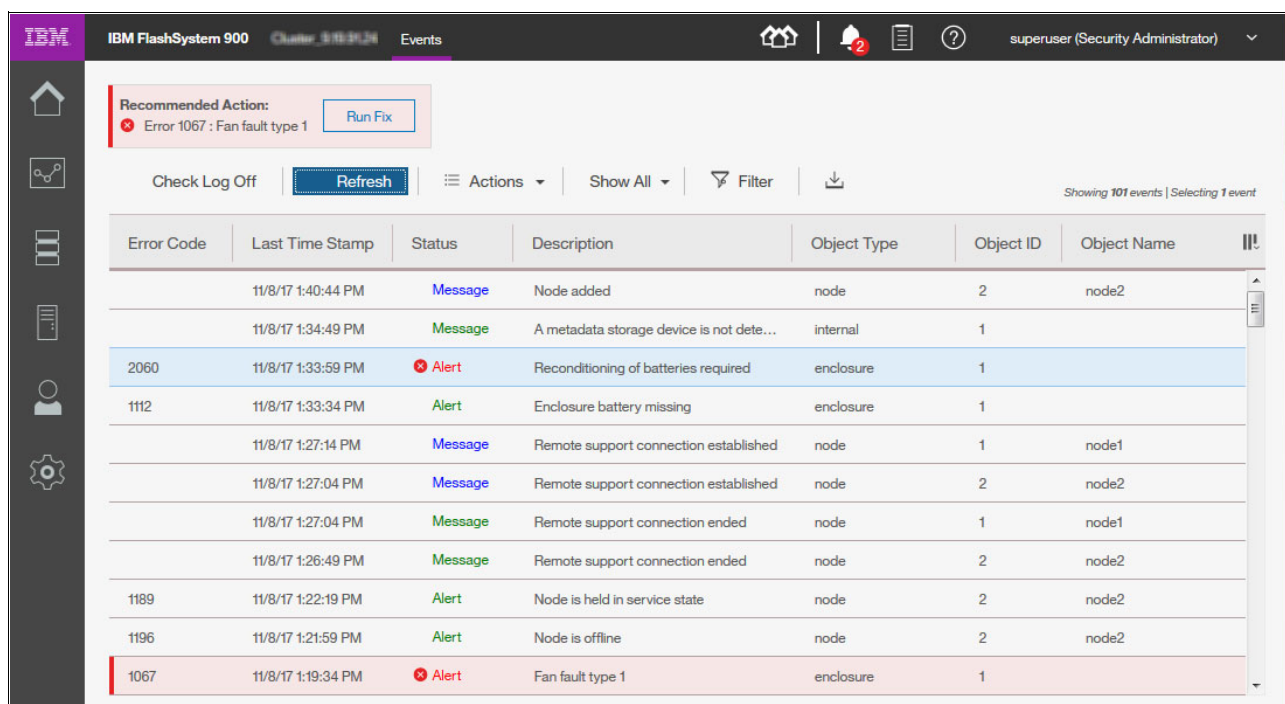 IBM IBM FlashSystem 900 Events 2 superuser (Security Administrator)
Recommended Action:
Error 1067 : Fan fault type 1 Run Fix
Check Log Off Refresh Actions Show All Filter
Showing 101 events | Selecting 1 event
Error Code Last Time Stamp Status Description Object Type Object ID Object Name
11/8/17 1:40:44 PM Message Node added node 2 node2
11/8/17 1:34:49 PM Message A metadata storage device is not dete... internal 1
2060 11/8/17 1:33:59 PM Alert Reconditioning of batteries required enclosure 1
1112 11/8/17 1:33:34 PM Alert Enclosure battery missing enclosure 1
11/8/17 1:27:14 PM Message Remote support connection established node 1 node1
11/8/17 1:27:04 PM Message Remote support connection established node 2 node2
11/8/17 1:27:04 PM Message Remote support connection ended node 1 node1
11/8/17 1:26:49 PM Message Remote support connection ended node 2 node2
1189 11/8/17 1:22:19 PM Alert Node is held in service state node 2 node2
1196 11/8/17 1:21:59 PM Alert Node is offline node 2 node2
1067 11/8/17 1:19:34 PM Alert Fan fault type 1 enclosure 1